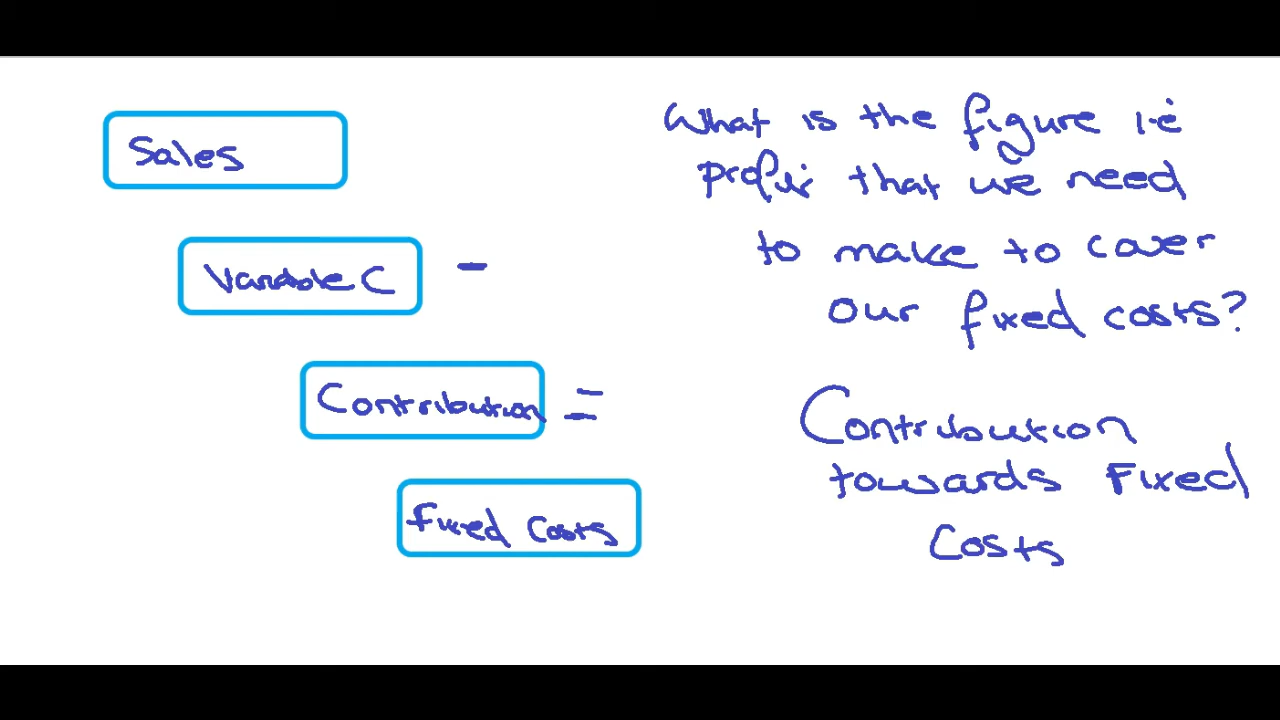 Sales
Variable C -
Contribution =
Fixed Costs
What is the figure i.e
profit that we need
to make to cover
our fixed costs?
Contribution
towards Fixed
Costs